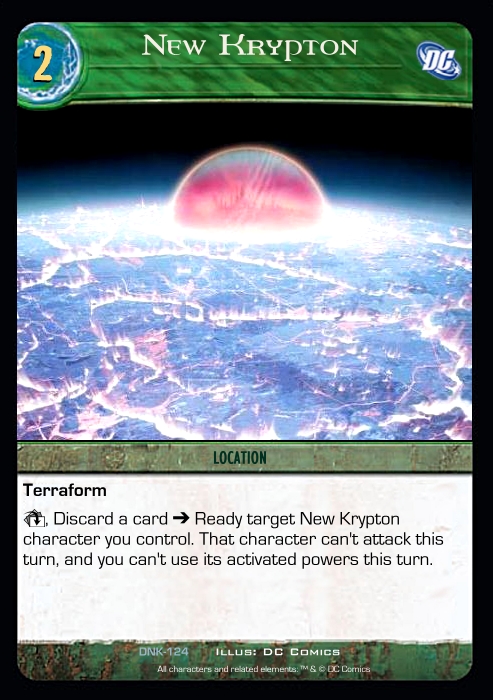 2
New Krypton
DC
LOCATION
Terraform
, Discard a card ➔ Ready target New Krypton
character you control. That character can't attack this
turn, and you can't use its activated powers this turn.
DNK-124 Illus: DC Comics
All characters and related elements: ™ & © DC Comics